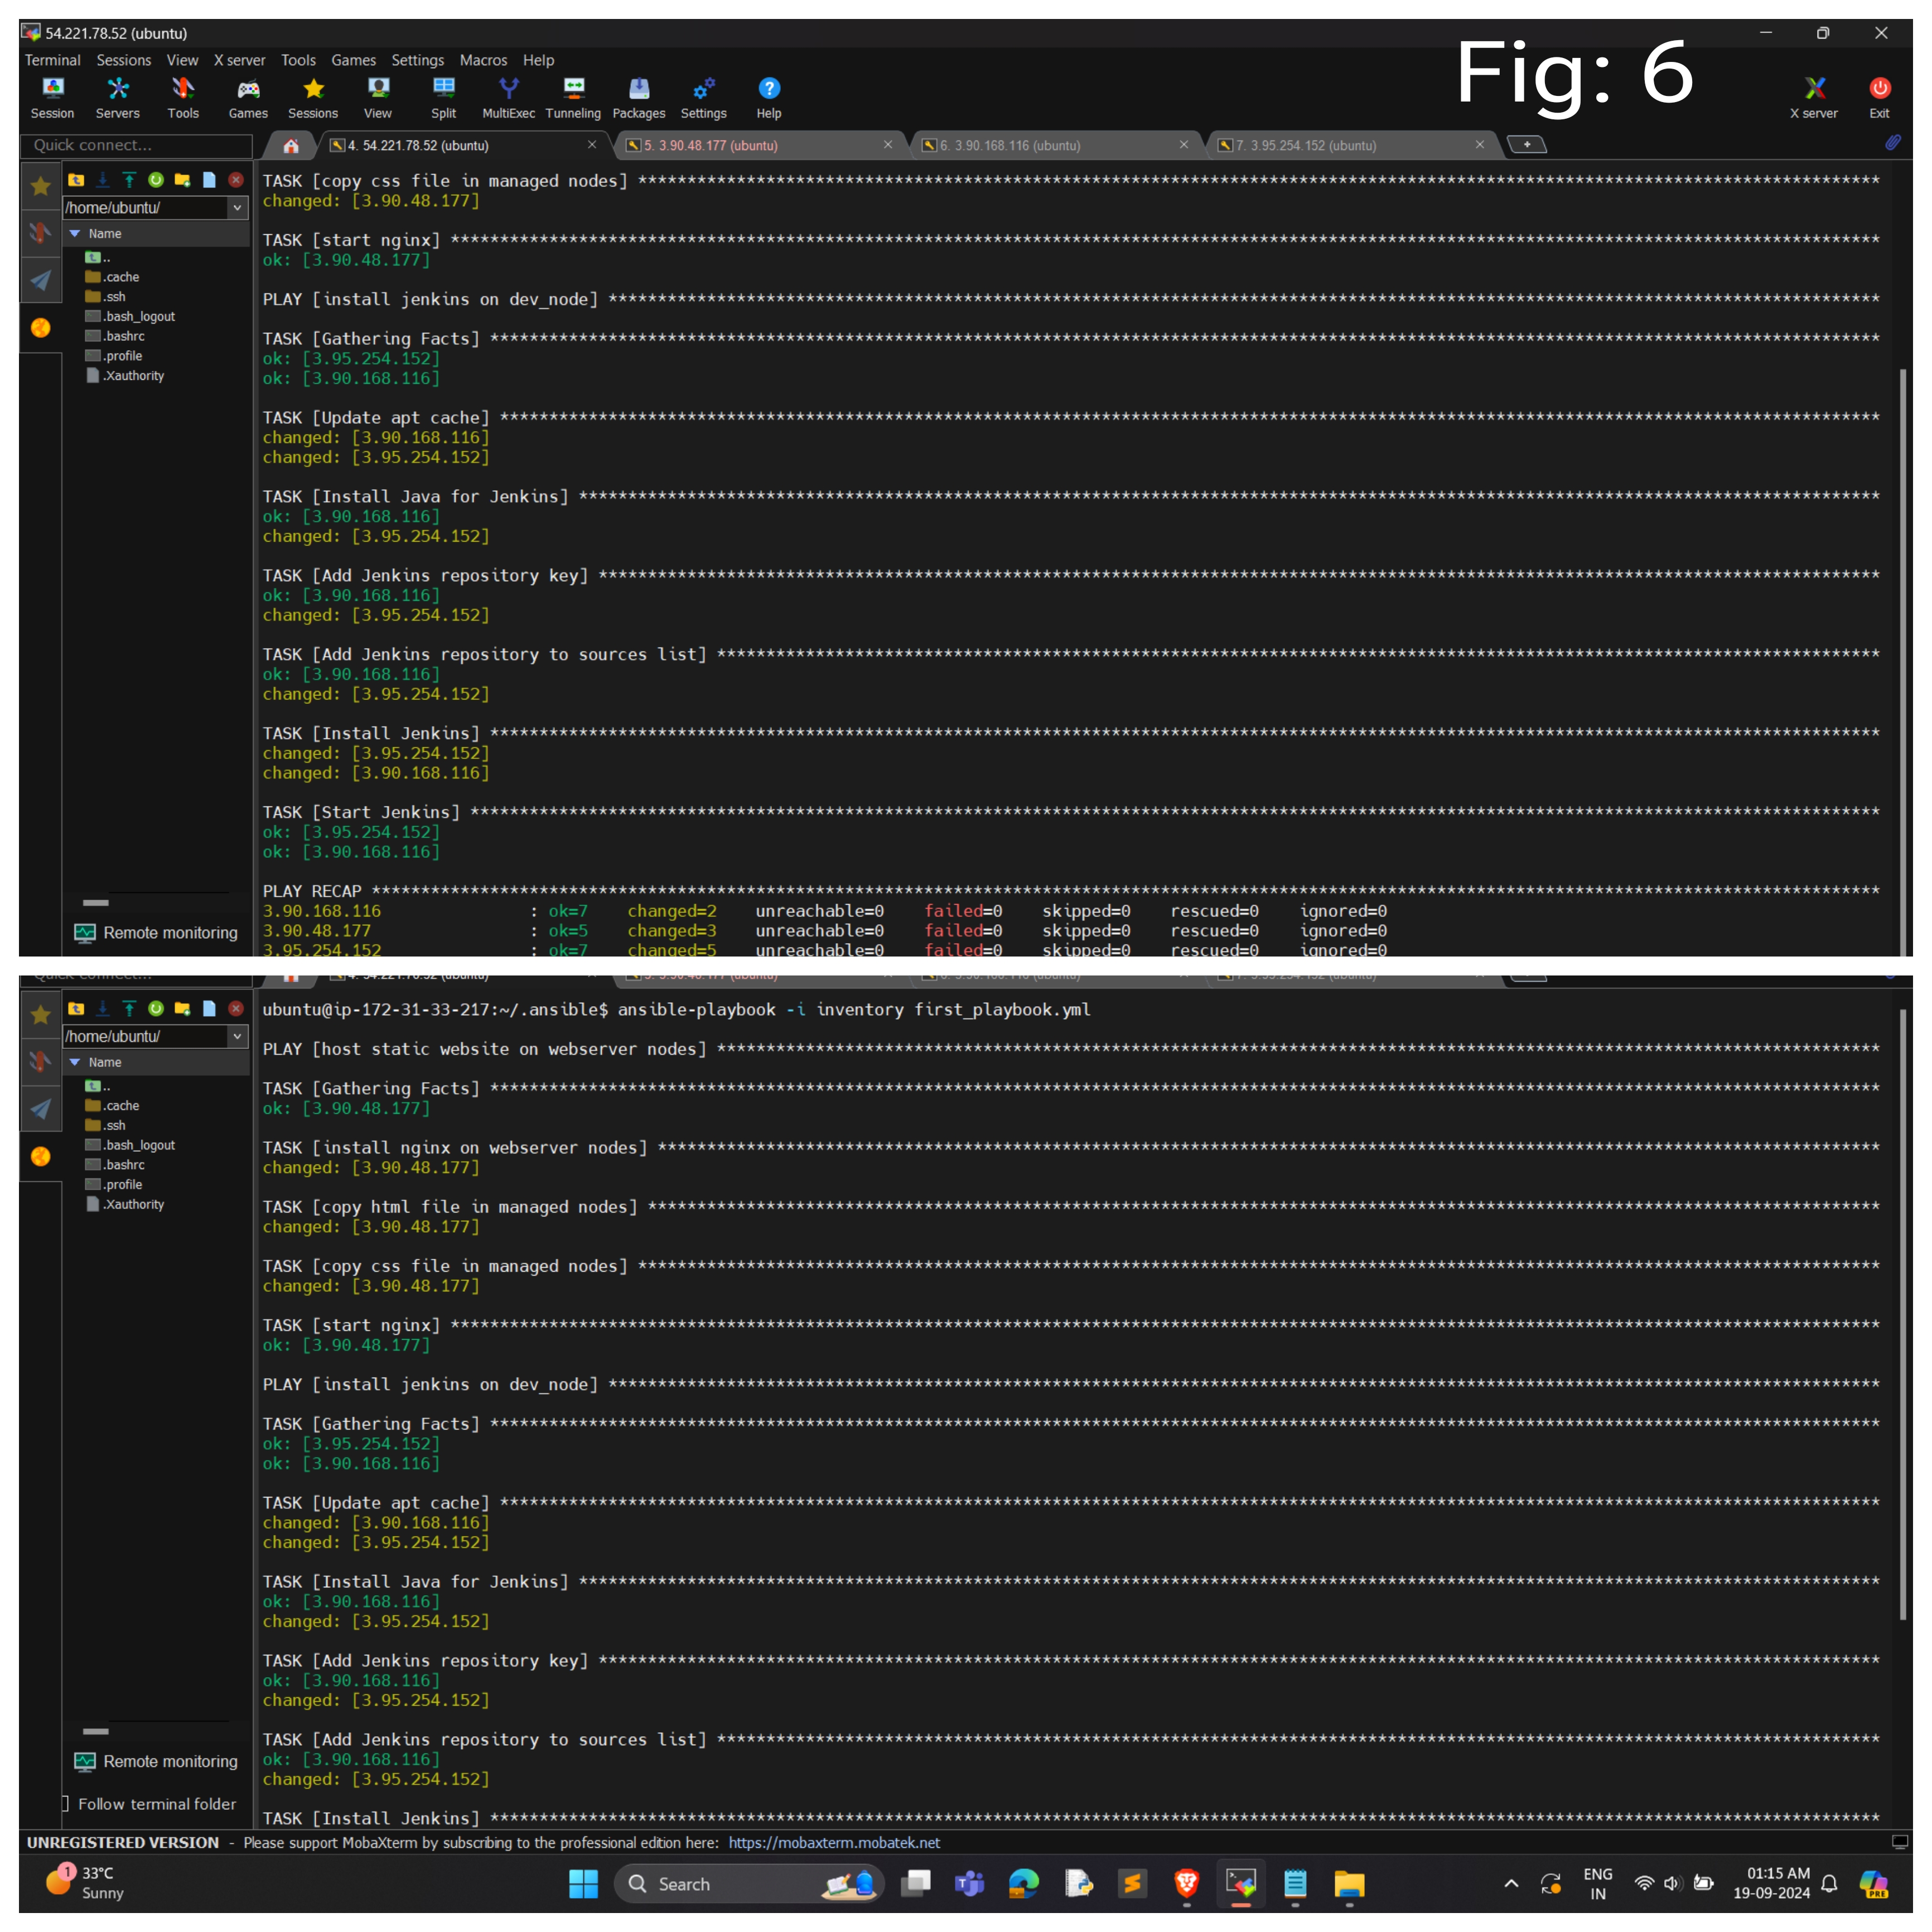 54.221.78.52 (ubuntu)
Terminal Sessions View X server Tools Games Settings Macros Help
Fig: 6
Session Servers Tools Games Sessions View Split MultiExec Tunneling Packages Settings Help X server Exit
Quick connect... 4. 54.221.78.52 (ubuntu) 5. 3.90.48.177 (ubuntu) 6. 3.90.168.116 (ubuntu) 7. 3.95.254.152 (ubuntu)
/home/ubuntu/
Name
..
.cache
.ssh
.bash_logout
.bashrc
.profile
.Xauthority
Remote monitoring
TASK [copy css file in managed nodes] ****************************************************************************************************************************
changed: [3.90.48.177]
TASK [start nginx] ***********************************************************************************************************************************************
ok: [3.90.48.177]
PLAY [install jenkins on dev_node] *******************************************************************************************************************************
TASK [Gathering Facts] *******************************************************************************************************************************************
ok: [3.95.254.152]
ok: [3.90.168.116]
TASK [Update apt cache] ******************************************************************************************************************************************
changed: [3.90.168.116]
changed: [3.95.254.152]
TASK [Install Java for Jenkins] **********************************************************************************************************************************
ok: [3.90.168.116]
changed: [3.95.254.152]
TASK [Add Jenkins repository key] ********************************************************************************************************************************
ok: [3.90.168.116]
changed: [3.95.254.152]
TASK [Add Jenkins repository to sources list] ********************************************************************************************************************
ok: [3.90.168.116]
changed: [3.95.254.152]
TASK [Install Jenkins] *******************************************************************************************************************************************
changed: [3.95.254.152]
changed: [3.90.168.116]
TASK [Start Jenkins] *********************************************************************************************************************************************
ok: [3.95.254.152]
ok: [3.90.168.116]
PLAY RECAP *******************************************************************************************************************************************************
3.90.168.116 : ok=7 changed=2 unreachable=0 failed=0 skipped=0 rescued=0 ignored=0
3.90.48.177 : ok=5 changed=3 unreachable=0 failed=0 skipped=0 rescued=0 ignored=0
3.95.254.152 : ok=7 changed=5 unreachable=0 failed=0 skipped=0 rescued=0 ignored=0
/home/ubuntu/
Name
..
.cache
.ssh
.bash_logout
.bashrc
.profile
.Xauthority
Remote monitoring
Follow terminal folder
ubuntu@ip-172-31-33-217:~/.ansible$ ansible-playbook -i inventory first_playbook.yml
PLAY [host static website on webserver nodes] ********************************************************************************************************************
TASK [Gathering Facts] *******************************************************************************************************************************************
ok: [3.90.48.177]
TASK [install nginx on webserver nodes] **************************************************************************************************************************
changed: [3.90.48.177]
TASK [copy html file in managed nodes] ***************************************************************************************************************************
changed: [3.90.48.177]
TASK [copy css file in managed nodes] ****************************************************************************************************************************
changed: [3.90.48.177]
TASK [start nginx] ***********************************************************************************************************************************************
ok: [3.90.48.177]
PLAY [install jenkins on dev_node] *******************************************************************************************************************************
TASK [Gathering Facts] *******************************************************************************************************************************************
ok: [3.95.254.152]
ok: [3.90.168.116]
TASK [Update apt cache] ******************************************************************************************************************************************
changed: [3.90.168.116]
changed: [3.95.254.152]
TASK [Install Java for Jenkins] **********************************************************************************************************************************
ok: [3.90.168.116]
changed: [3.95.254.152]
TASK [Add Jenkins repository key] ********************************************************************************************************************************
ok: [3.90.168.116]
changed: [3.95.254.152]
TASK [Add Jenkins repository to sources list] ********************************************************************************************************************
ok: [3.90.168.116]
changed: [3.95.254.152]
TASK [Install Jenkins] *******************************************************************************************************************************************
UNREGISTERED VERSION - Please support MobaXterm by subscribing to the professional edition here: https://mobaxterm.mobatek.net
1 33°C
Sunny
Search
ENG
IN
01:15 AM
19-09-2024
PRE